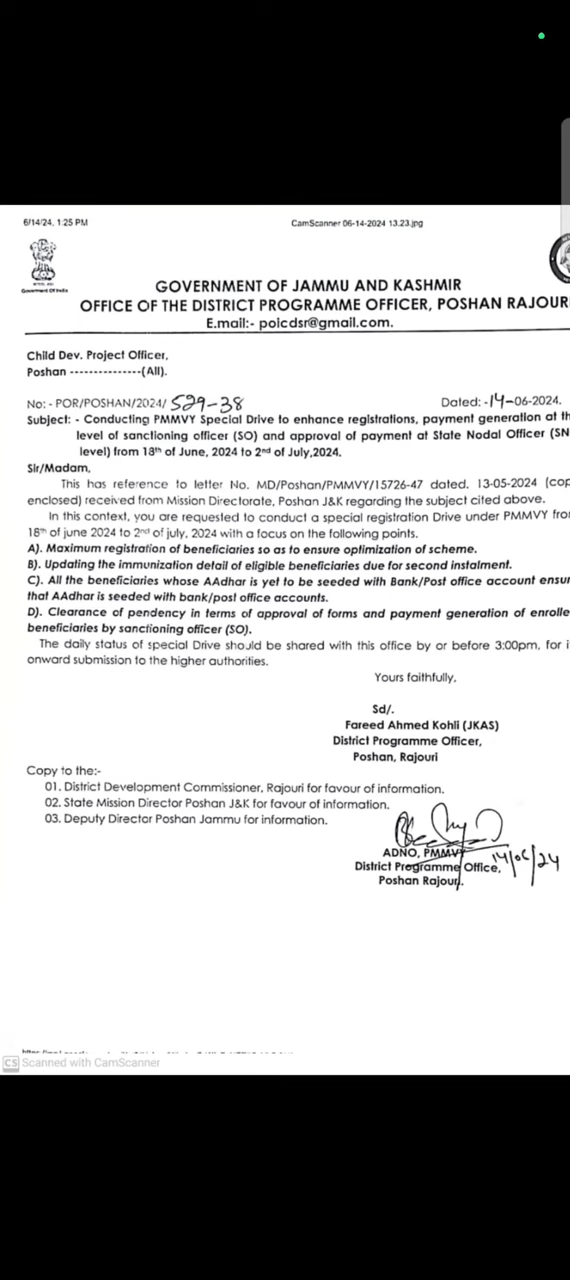 6/14/24, 1:25 PM
CamScanner 06-14-2024 13.23.jpg
GOVERNMENT OF JAMMU AND KASHMIR
OFFICE OF THE DISTRICT PROGRAMME OFFICER, POSHAN RAJOUR
E.mail:- poicdsr@gmail.com.
Government Of India
Child Dev. Project Officer,
Poshan ---------------(All).
No: - POR/POSHAN/2024/ 529-38
Dated: -14-06-2024.
Subject: - Conducting PMMVY Special Drive to enhance registrations, payment generation at th
level of sanctioning officer (SO) and approval of payment at State Nodal Officer (SN
level) from 18th of June, 2024 to 2nd of July,2024.
Sir/Madam,
This has reference to letter No. MD/Poshan/PMMVY/15726-47 dated. 13-05-2024 (cop
enclosed) received from Mission Directorate, Poshan J&K regarding the subject cited above.
In this context, you are requested to conduct a special registration Drive under PMMVY fro
18th of june 2024 to 2nd of july, 2024 with a focus on the following points.
A). Maximum registration of beneficiaries so as to ensure optimization of scheme.
B). Updating the immunization detail of eligible beneficiaries due for second instalment.
C). All the beneficiaries whose AAdhar is yet to be seeded with Bank/Post office account ensur
that AAdhar is seeded with bank/post office accounts.
D). Clearance of pendency in terms of approval of forms and payment generation of enrolle
beneficiaries by sanctioning officer (SO).
The daily status of special Drive should be shared with this office by or before 3:00pm, for i
onward submission to the higher authorities.
Yours faithfully,
Sd/.
Fareed Ahmed Kohli (JKAS)
District Programme Officer,
Poshan, Rajouri
Copy to the:-
01. District Development Commissioner, Rajouri for favour of information.
02. State Mission Director Poshan J&K for favour of information.
03. Deputy Director Poshan Jammu for information.
ADNO, PMMVY
14/06/24
District Programme Office,
Poshan Rajouri.
CS Scanned with CamScanner